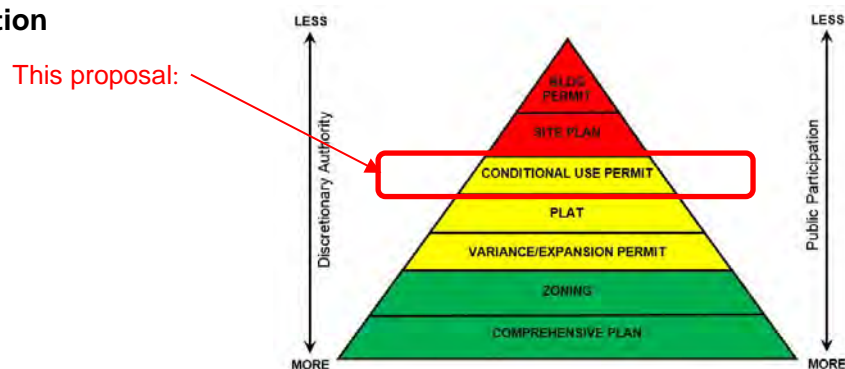 tion
LESS
LESS
This proposal:
Discretionary Authority
Public Participation
BLDG
PERMIT
SITE PLAN
CONDITIONAL USE PERMIT
PLAT
VARIANCE/EXPANSION PERMIT
ZONING
COMPREHENSIVE PLAN
MORE
MORE